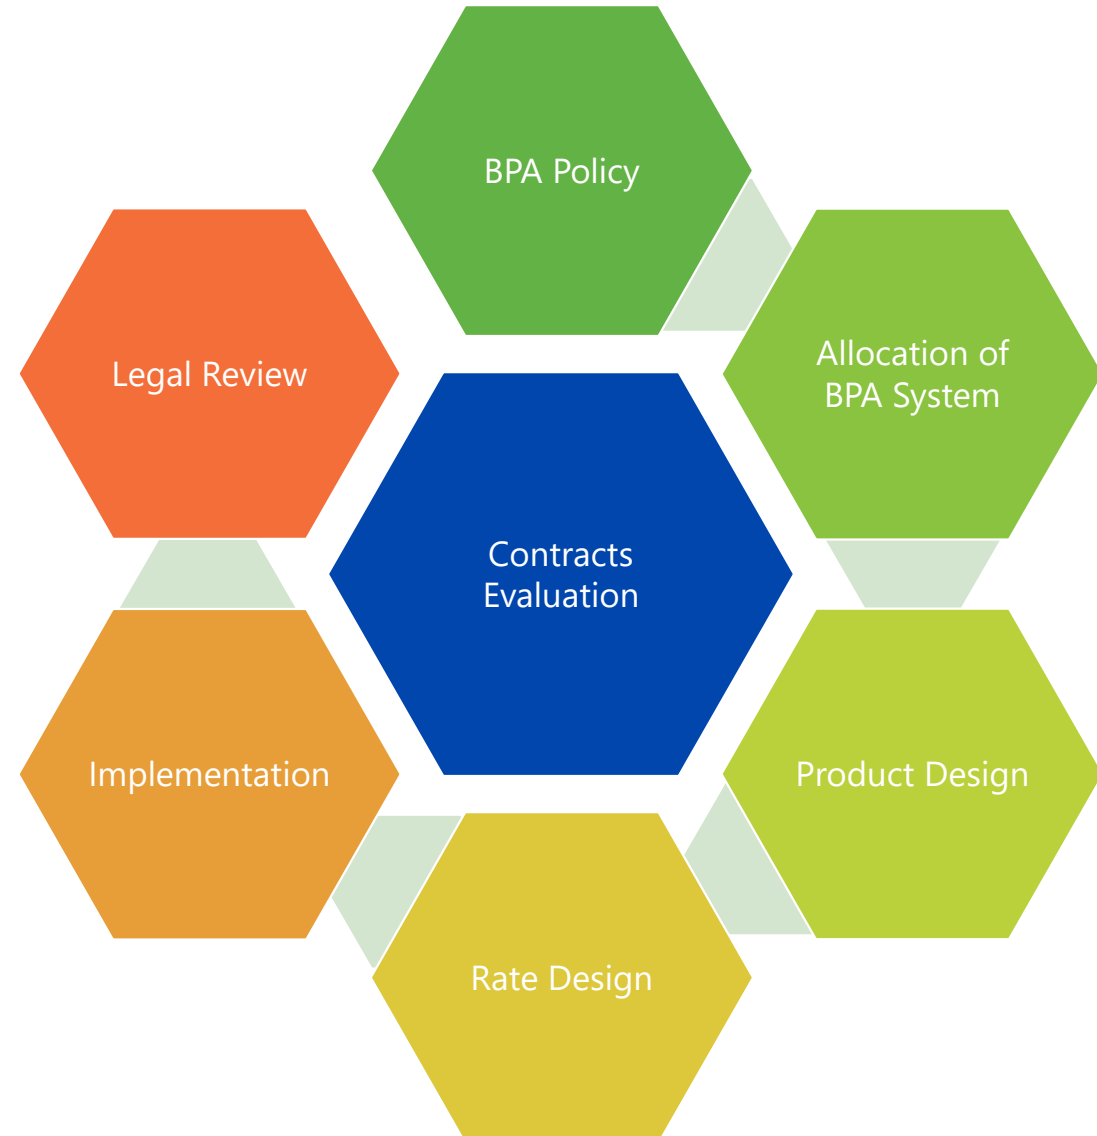 BPA Policy
Legal Review
Allocation of
BPA System
Contracts
Evaluation
Implementation
Product Design
Rate Design